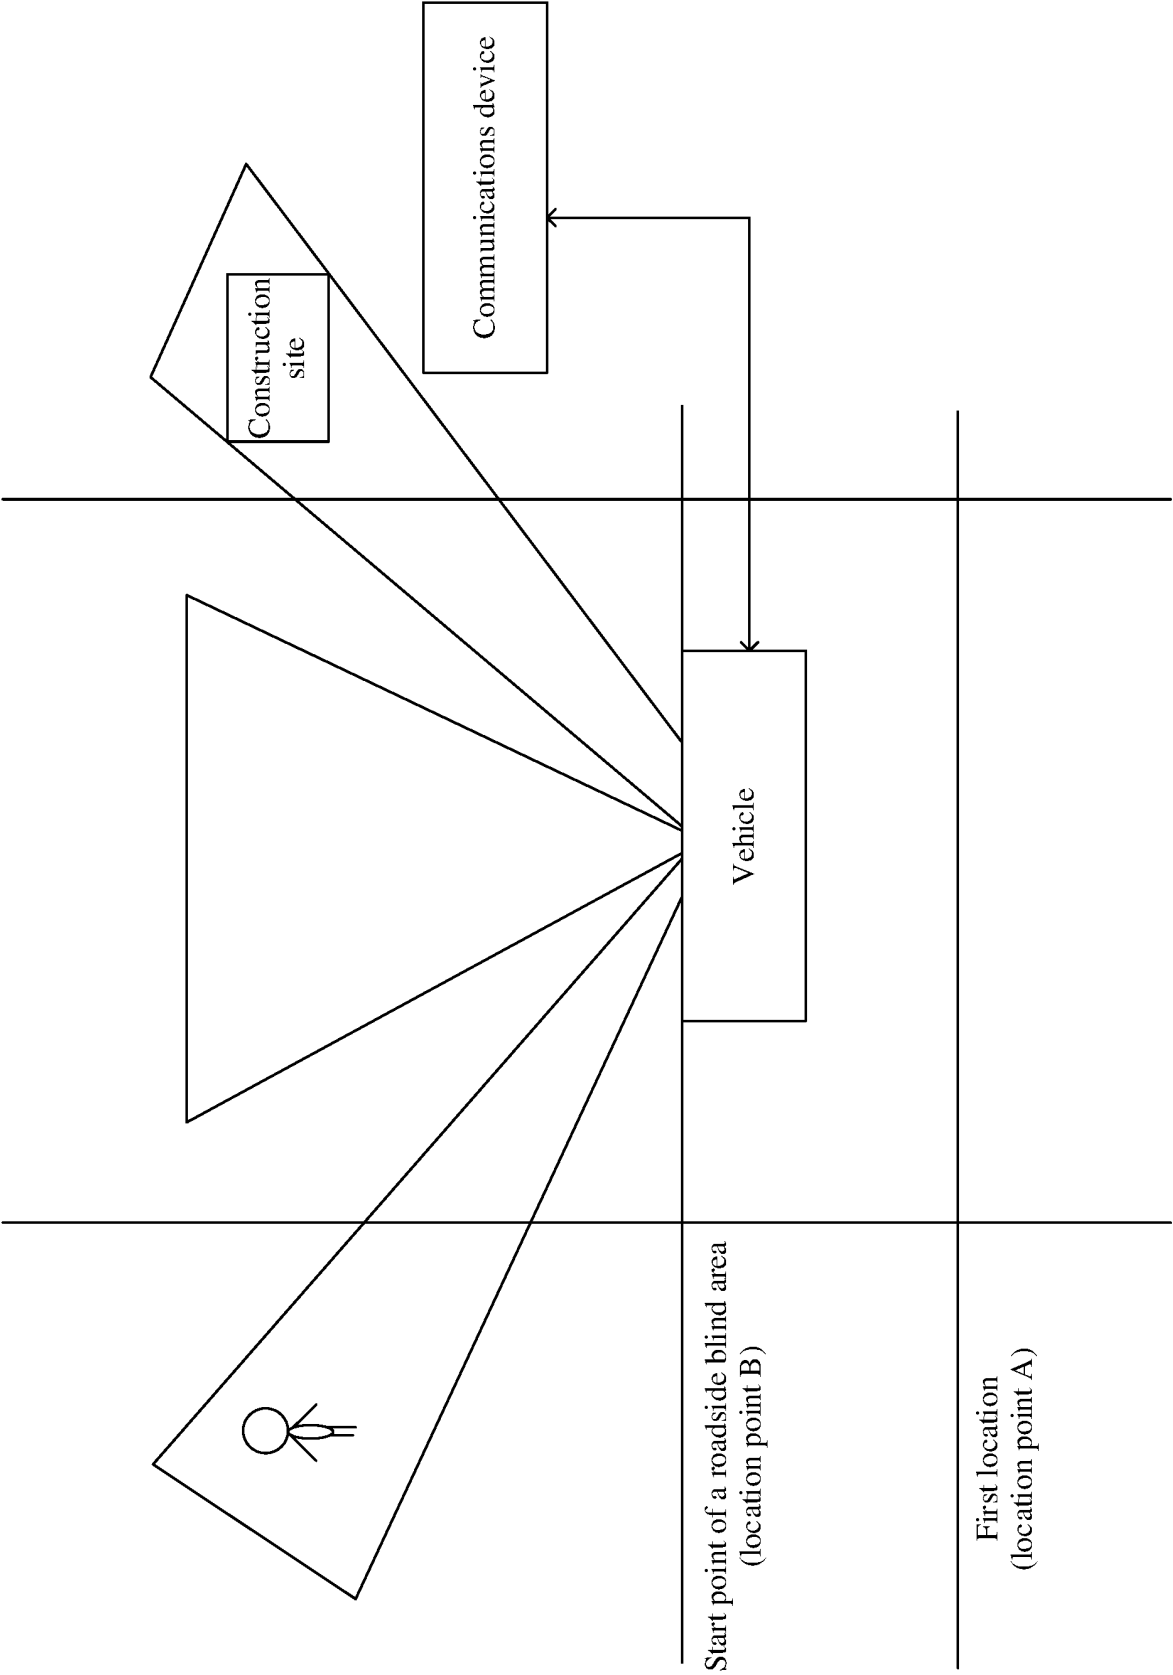 Communications device
Construction
site
Vehicle
Start point of a roadside blind area
(location point B)
First location
(location point A)